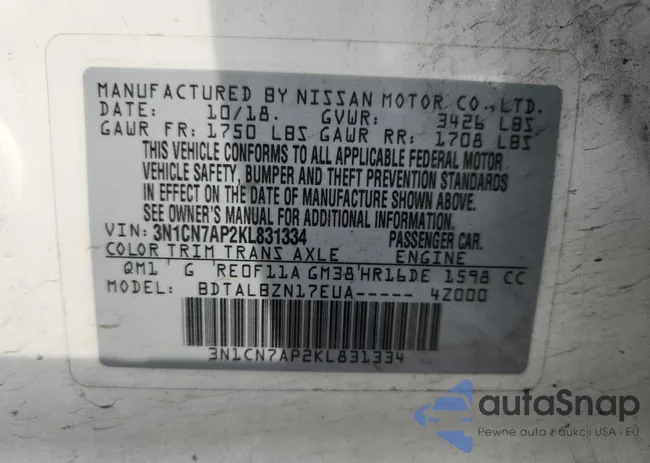 MANUFACTURED BY NISSAN MOTOR CO., LTD.
DATE: 10/18. GVWR: 3426 LBS
GAWR FR: 1750 LBS GAWR RR: 1708 LBS
THIS VEHICLE CONFORMS TO ALL APPLICABLE FEDERAL MOTOR
VEHICLE SAFETY, BUMPER AND THEFT PREVENTION STANDARDS
IN EFFECT ON THE DATE OF MANUFACTURE SHOWN ABOVE.
SEE OWNER'S MANUAL FOR ADDITIONAL INFORMATION.
VIN: 3N1CN7AP2KL831334 PASSENGER CAR.
COLOR TRIM TRANS AXLE ENGINE
QM1 G RE0F11A GM38 HR16DE 1598 CC
MODEL: BDTALBZN17EUA----- 4Z000
3N1CN7AP2KL831334
autoSnap
Pewne auto z aukcji USA i EU